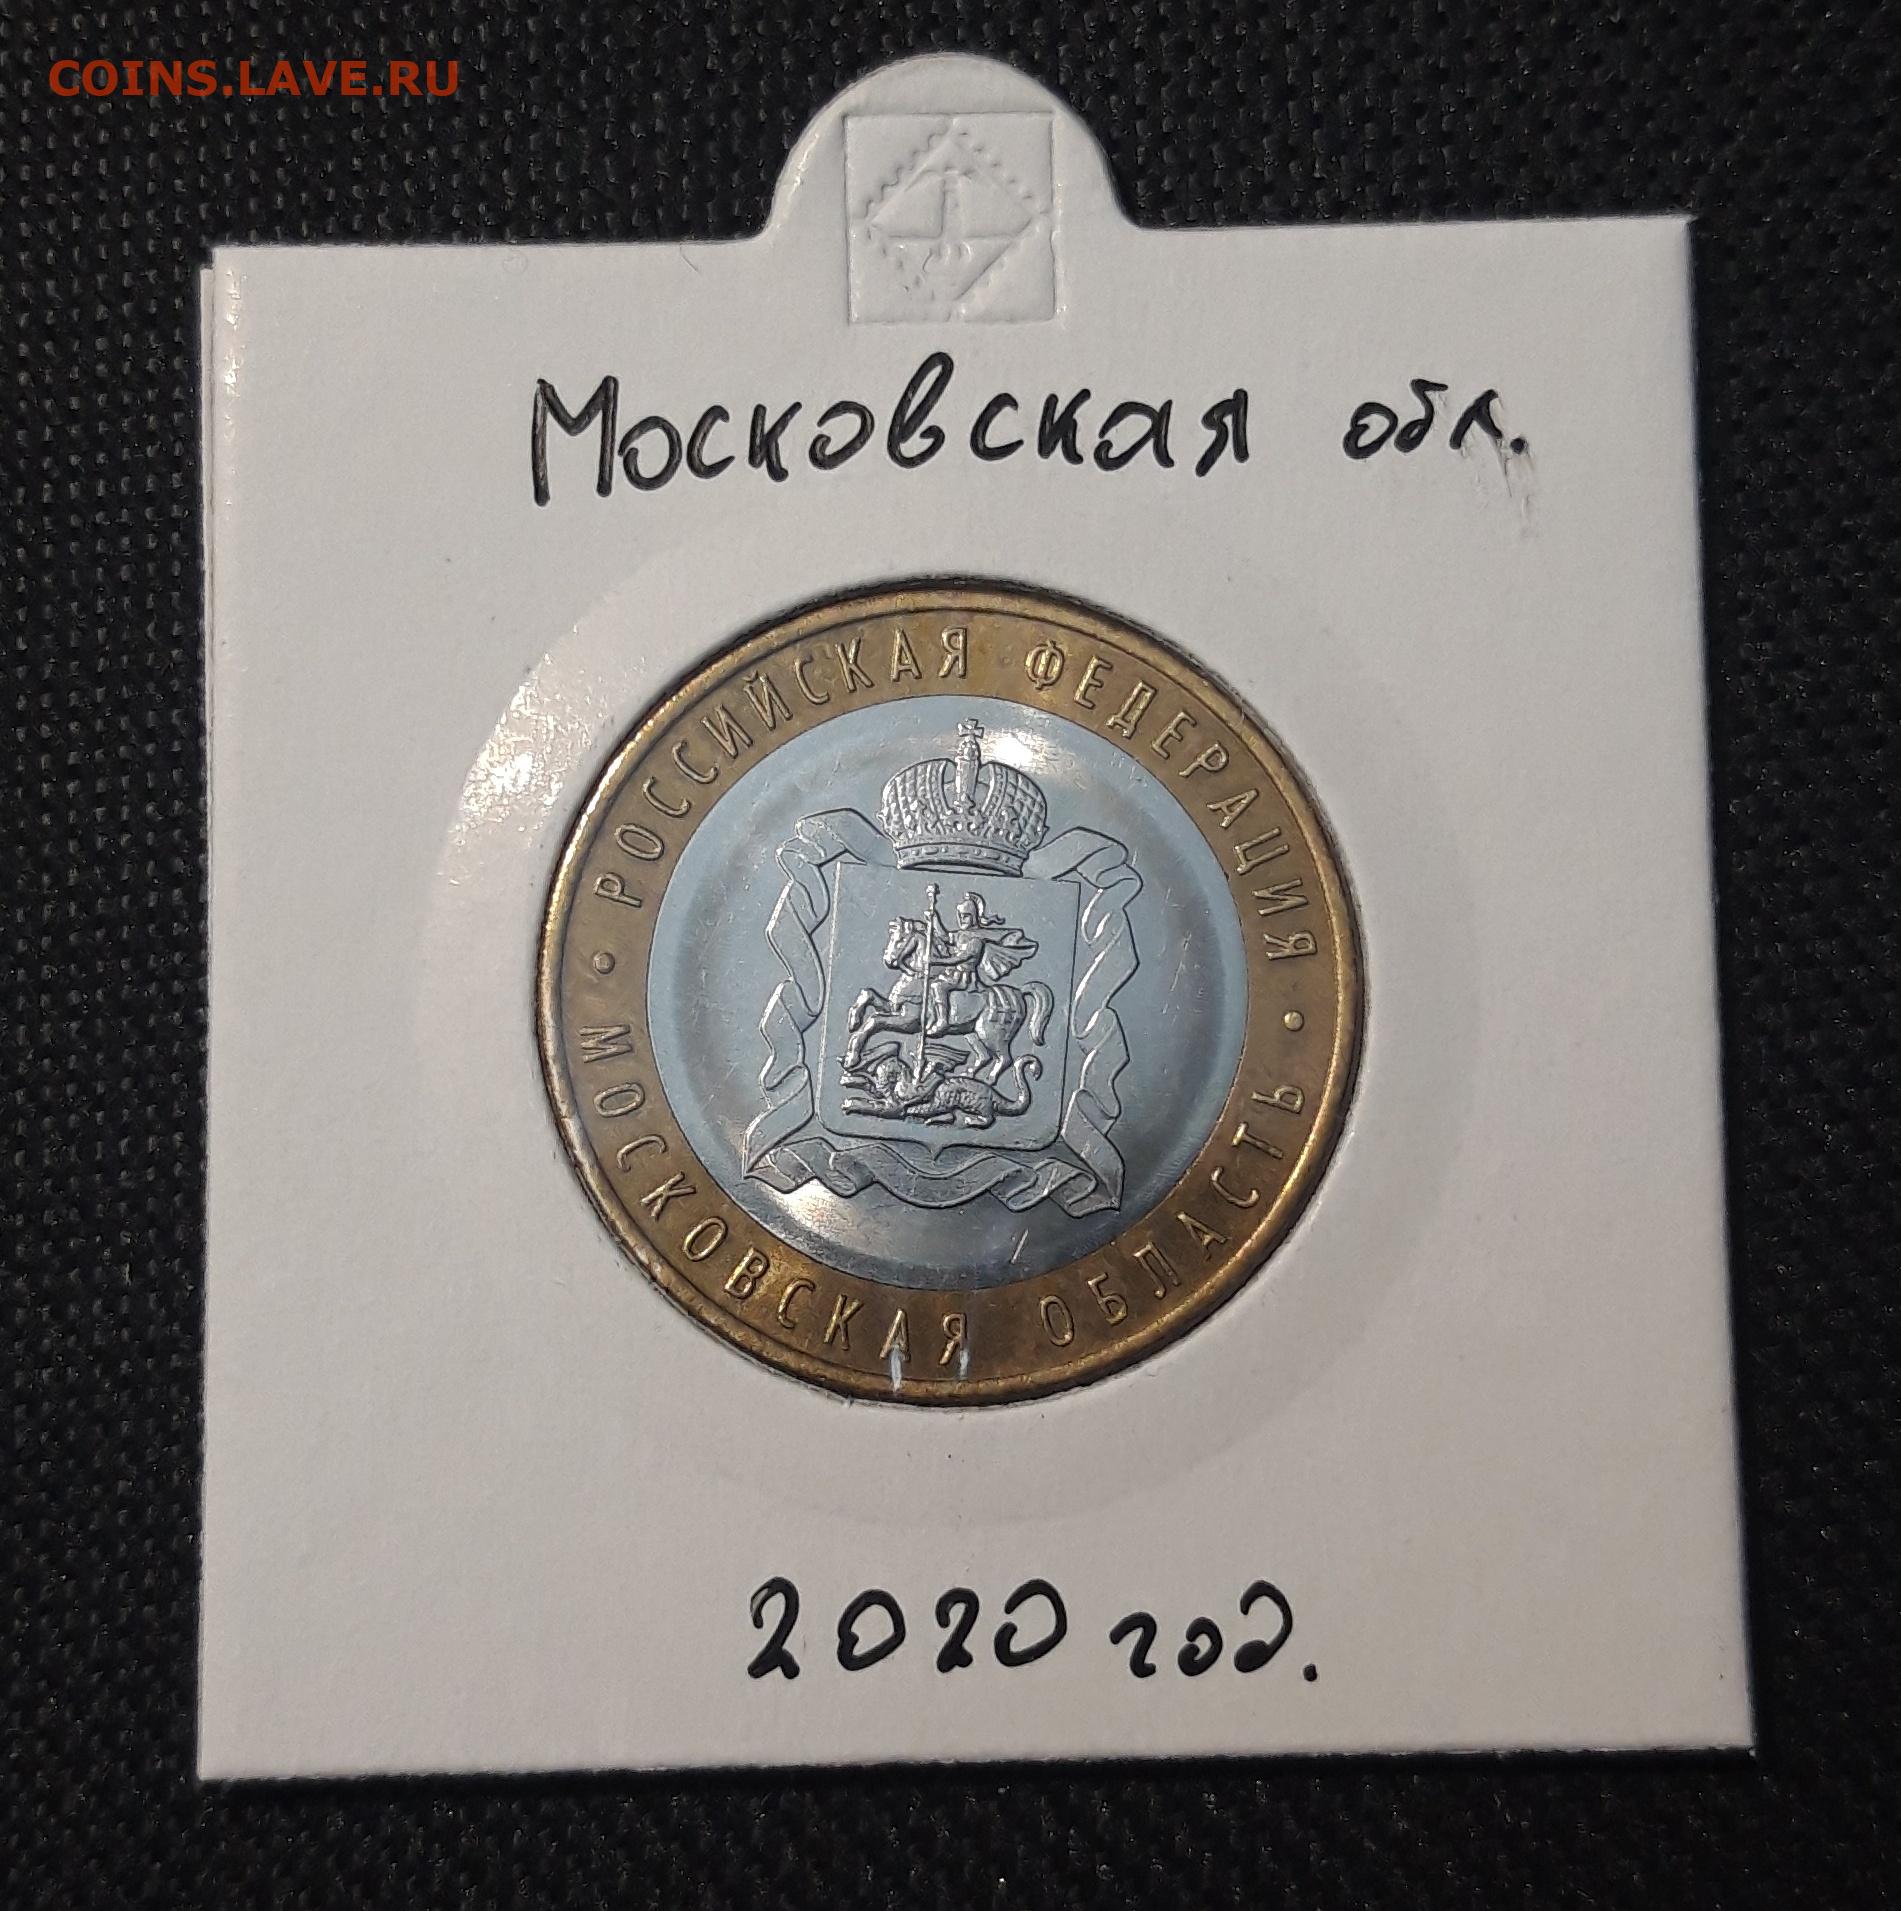 COINS.LAVE.RU
Московская обл.
РОССИЙСКАЯ ФЕДЕРАЦИЯ
МОСКОВСКАЯ ОБЛАСТЬ
2020 год.